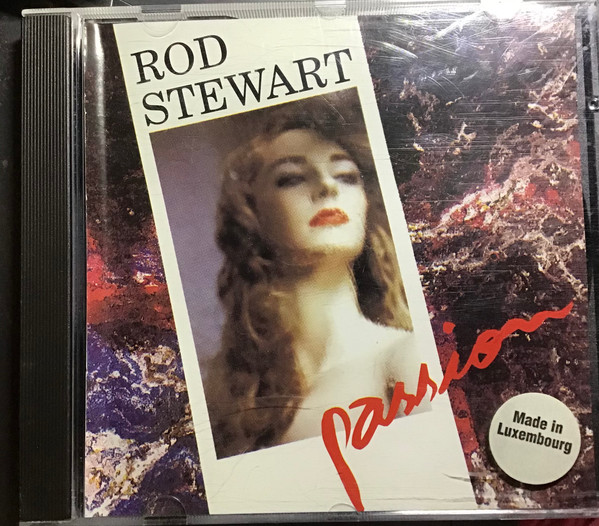 ROD
STEWART
passion
Made in
Luxembourg